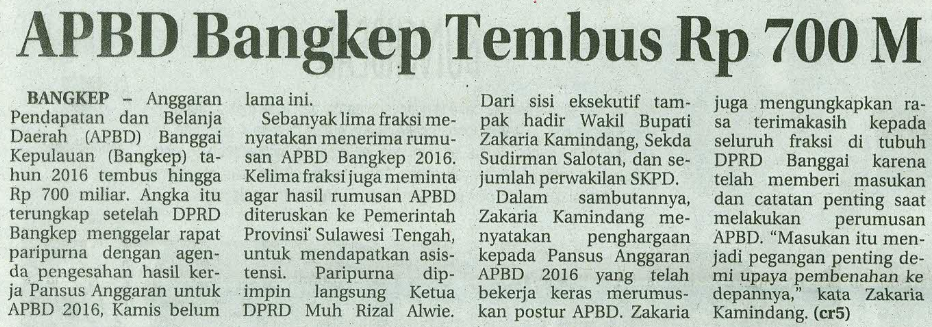 APBD Bangkep Tembus Rp 700 M
BANGKEP – Anggaran
Pendapatan dan Belanja
Daerah (APBD) Banggai
Kepulauan (Bangkep) ta-
hun 2016 tembus hingga
Rp 700 miliar. Angka itu
terungkap setelah DPRD
Bangkep menggelar rapat
paripurna dengan agen-
da pengesahan hasil ker-
ja Pansus Anggaran untuk
APBD 2016, Kamis belum
lama ini.
Sebanyak lima fraksi me-
nyatakan menerima rumu-
san APBD Bangkep 2016.
Kelima fraksi juga meminta
agar hasil rumusan APBD
diteruskan ke Pemerintah
Provinsi Sulawesi Tengah,
untuk mendapatkan asis-
tensi. Paripurna dip-
impin langsung Ketua
DPRD Muh Rizal Alwie.
Dari sisi eksekutif tam-
pak hadir Wakil Bupati
Zakaria Kamindang, Sekda
Sudirman Salotan, dan se-
jumlah perwakilan SKPD.
Dalam sambutannya,
Zakaria Kamindang me-
nyatakan penghargaan
kepada Pansus Anggaran
APBD 2016 yang telah
bekerja keras merumus-
kan postur APBD. Zakaria
juga mengungkapkan ra-
sa terimakasih kepada
seluruh fraksi di tubuh
DPRD Banggai karena
telah memberi masukan
dan catatan penting saat
melakukan perumusan
APBD. “Masukan itu men-
jadi pegangan penting de-
mi upaya pembenahan ke
depannya,” kata Zakaria
Kamindang. (cr5)